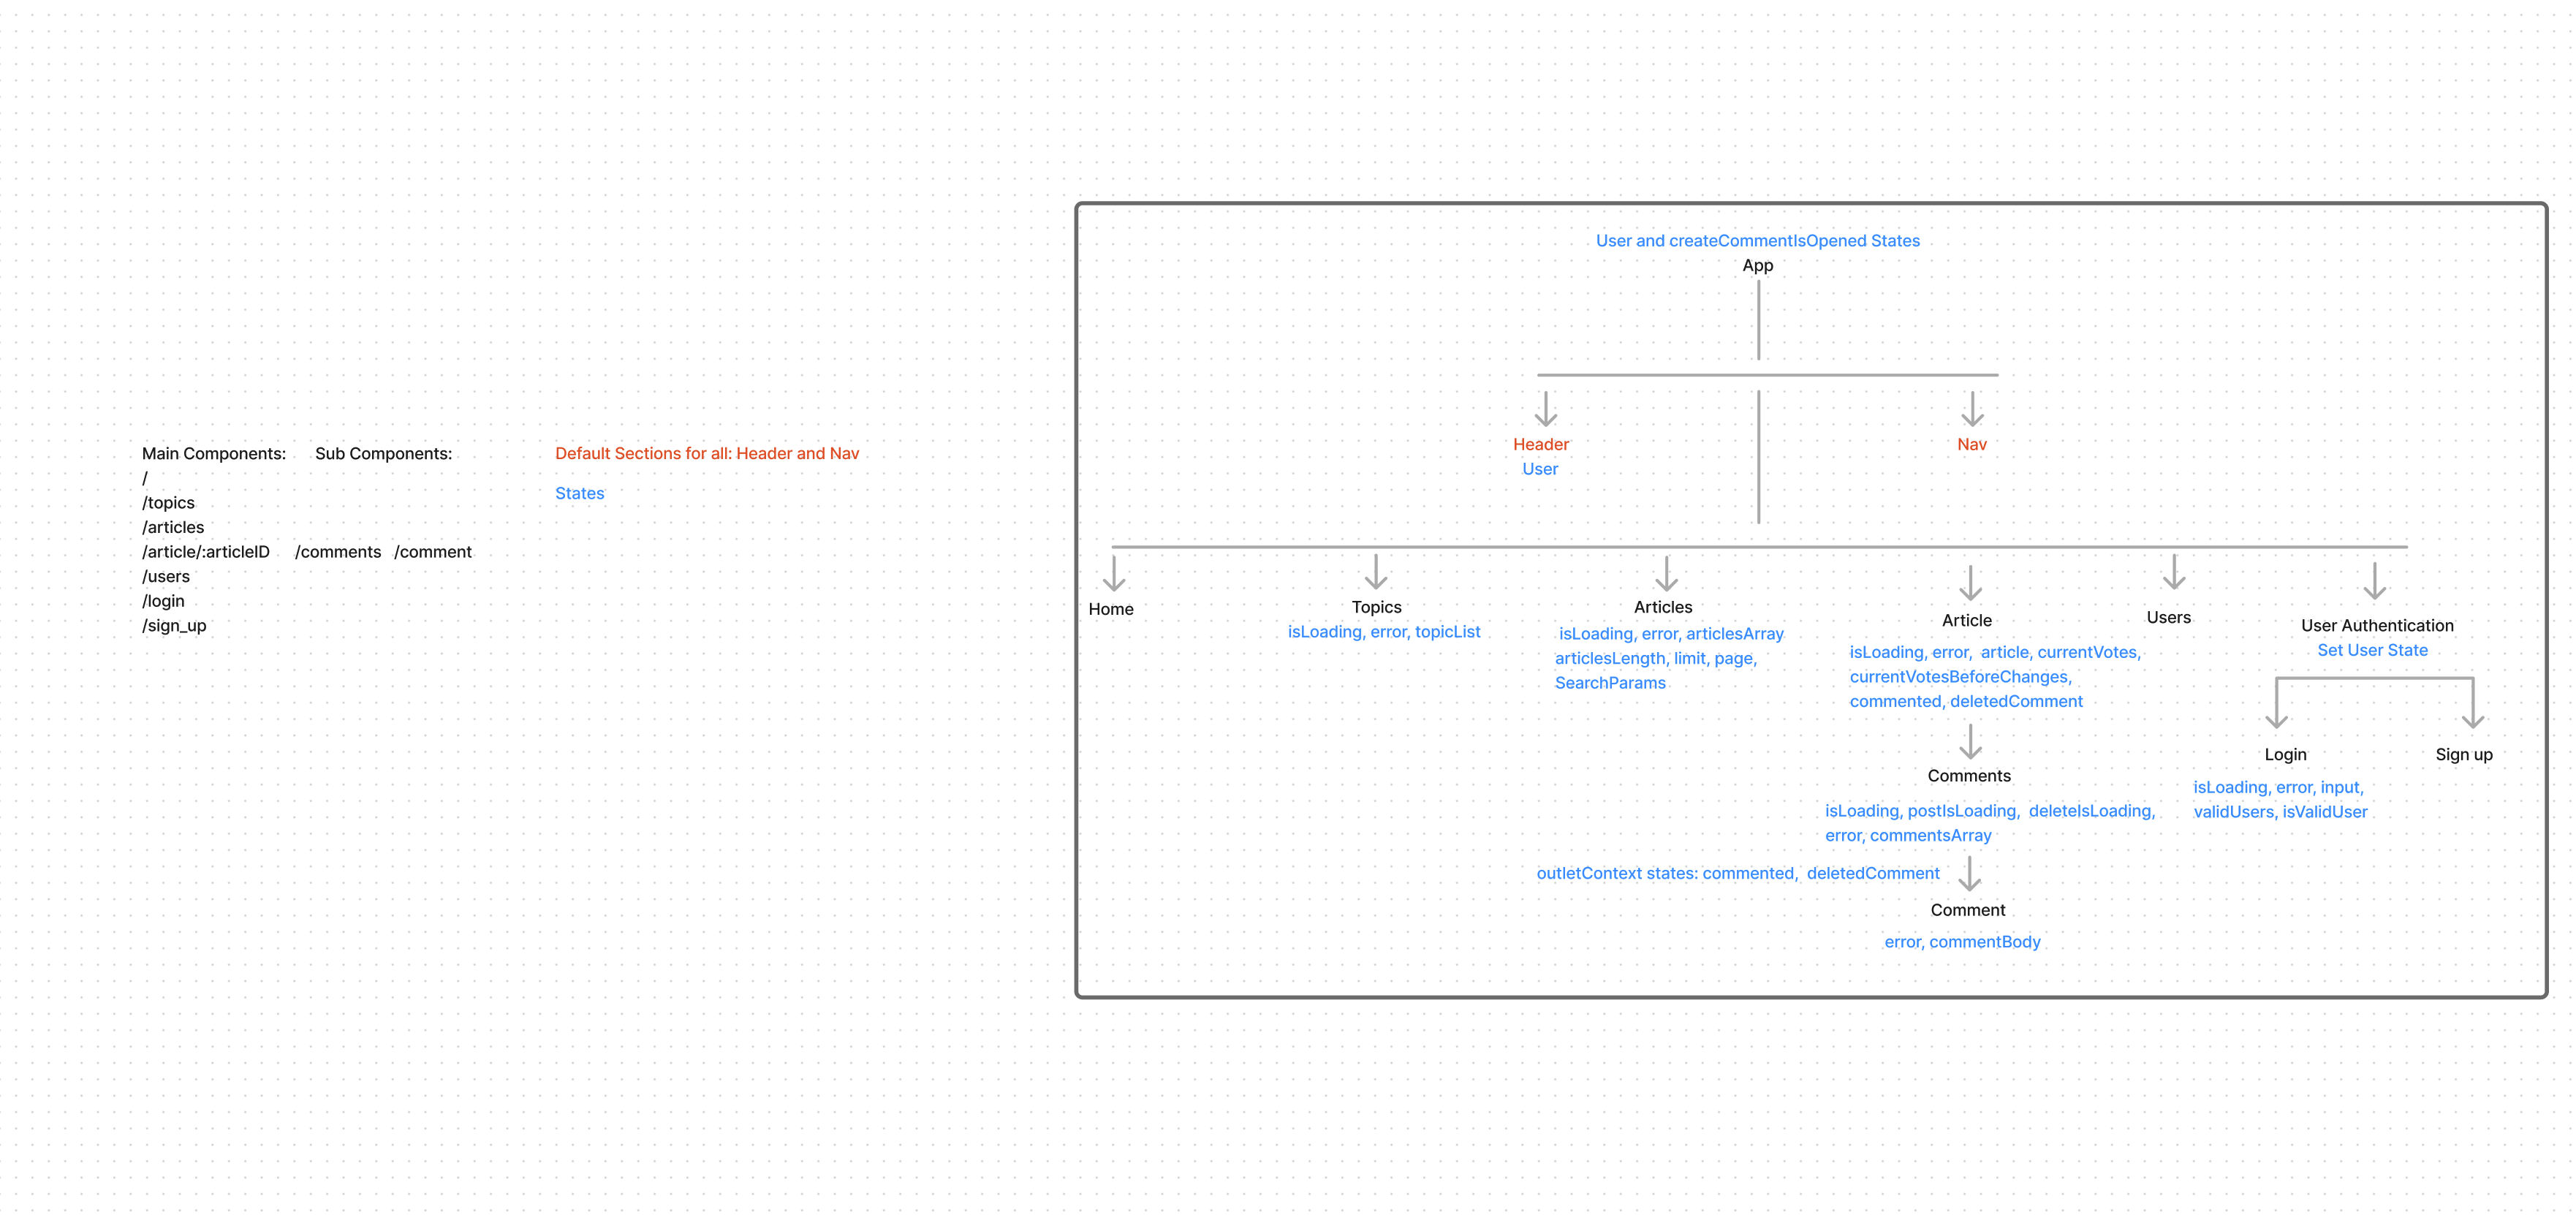 Main Components:
Sub Components:
/
/topics
/articles
/article/:articleID
/comments
/comment
/users
/login
/sign_up
Default Sections for all: Header and Nav
States
User and createCommentIsOpened States
App
Header
User
Nav
Home
Topics
isLoading, error, topicList
Articles
isLoading, error, articlesArray
articlesLength, limit, page,
SearchParams
Article
isLoading, error, article, currentVotes,
currentVotesBeforeChanges,
commented, deletedComment
Comments
isLoading, postIsLoading, deleteIsLoading,
error, commentsArray
outletContext states: commented, deletedComment
Comment
error, commentBody
Users
User Authentication
Set User State
Login
isLoading, error, input,
validUsers, isValidUser
Sign up